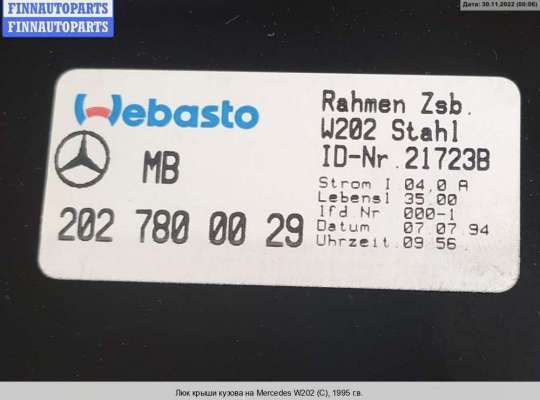 FINNAUTOPARTS
FINNAUTOPARTS
Дата: 30.11.2022 (00:06)
Webasto
MB
202 780 00 29
Rahmen Zsb.
W202 Stahl
ID-Nr.21723B
Strom I 04,0 A
Lebensl 35.00
lfd.Nr 000-1
Datum 07.07.94
Uhrzeit 09 56
Люк крыши кузова на Mercedes W202 (C), 1995 г.в.